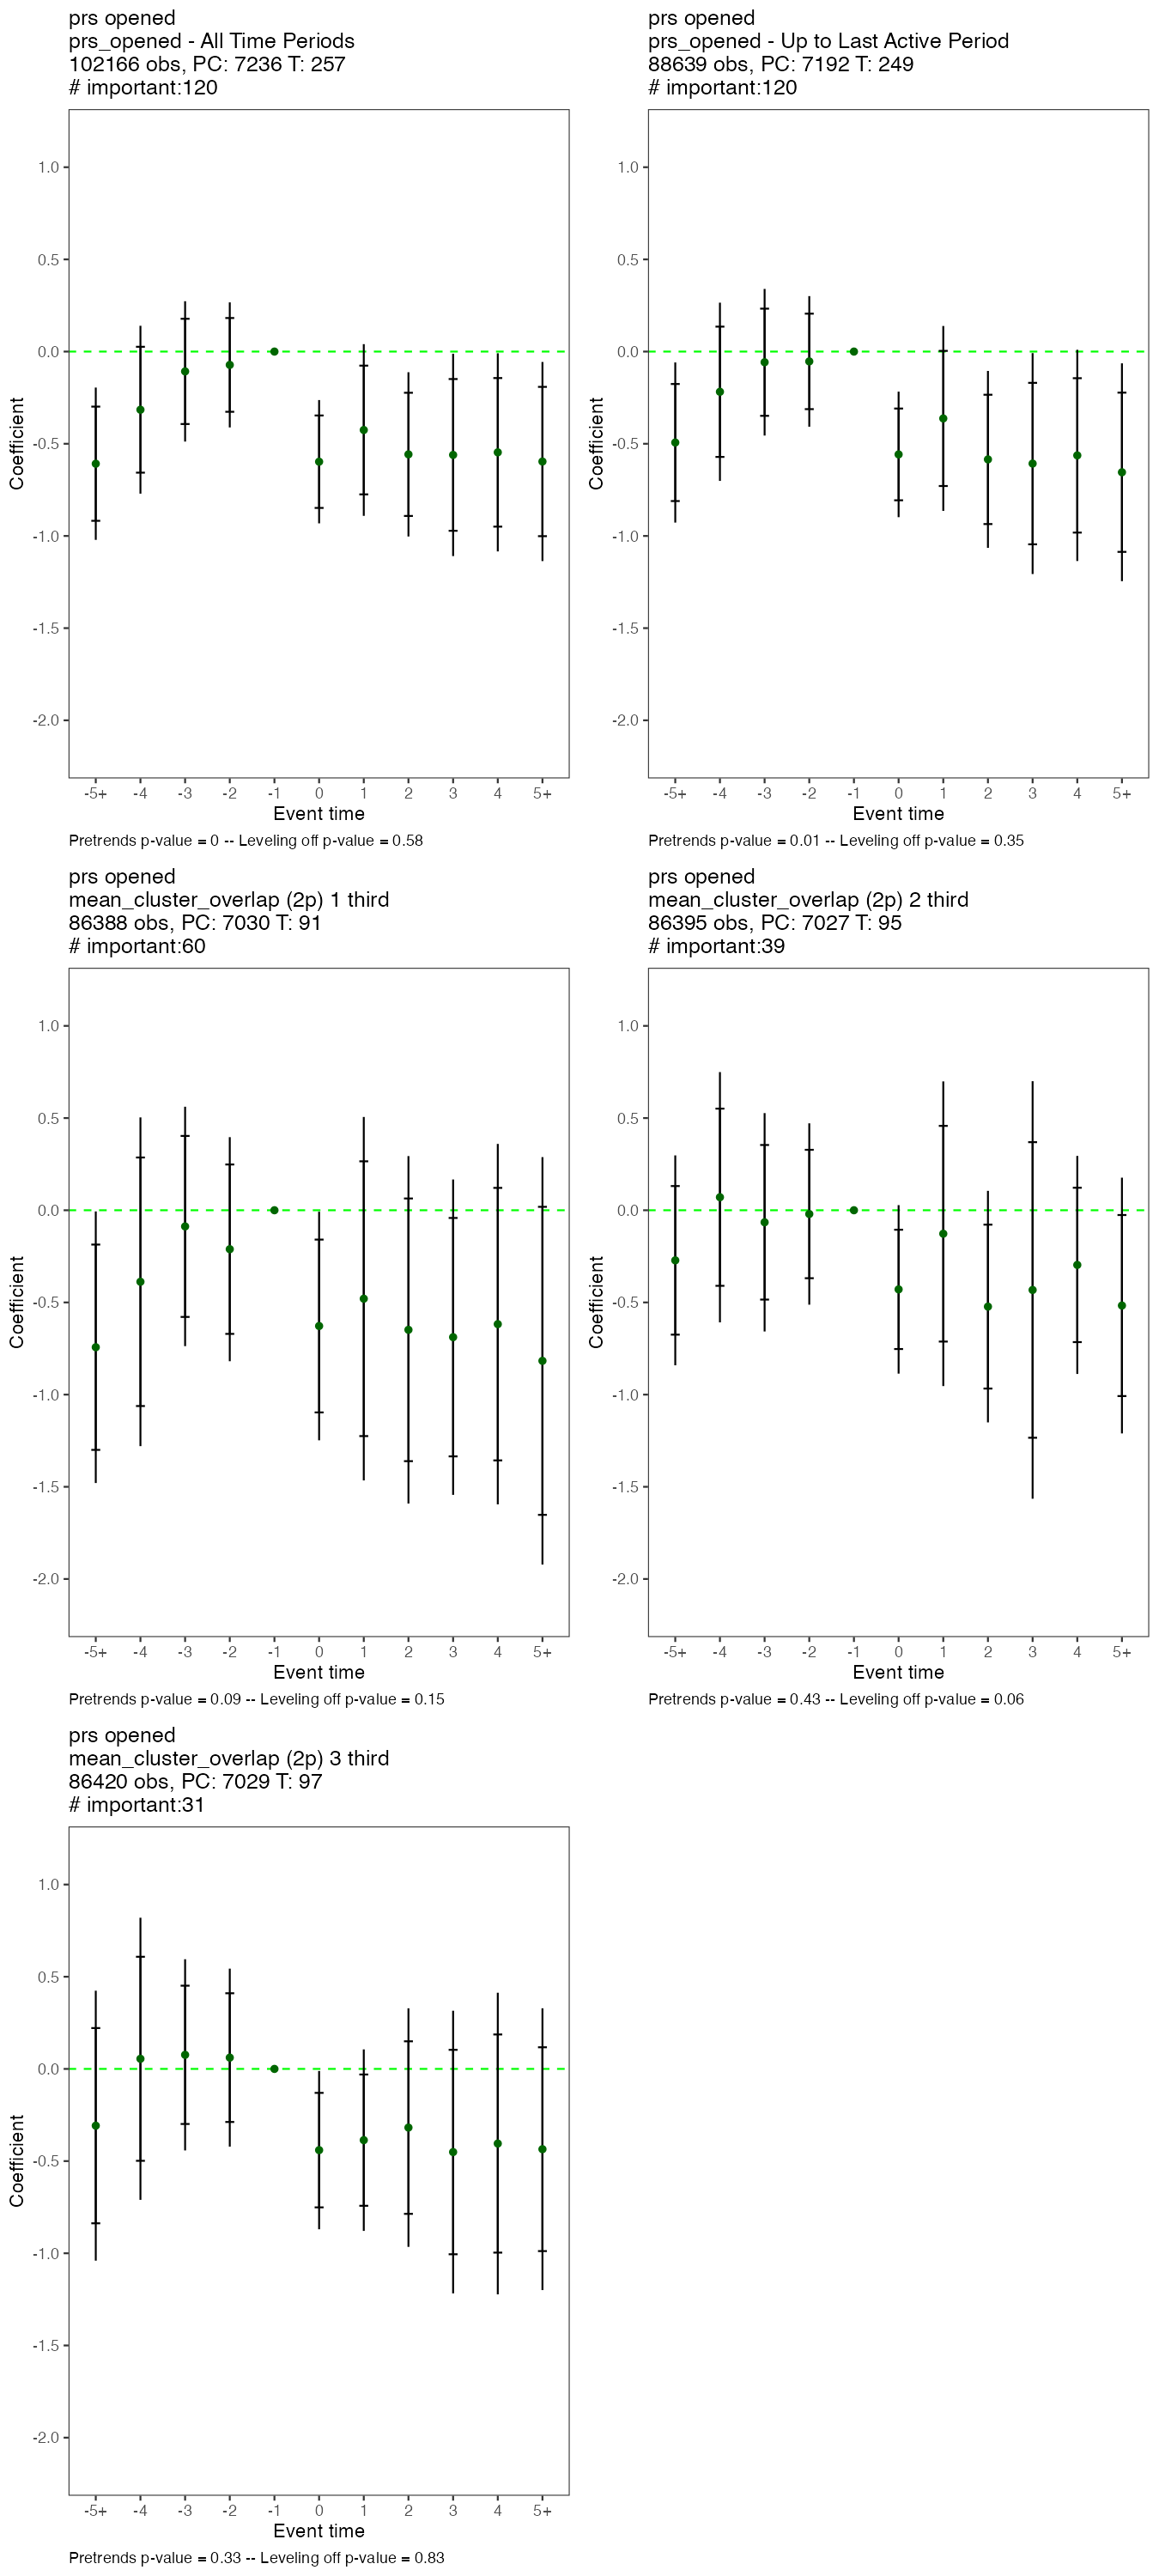 prs opened
prs_opened - All Time Periods
102166 obs, PC: 7236 T: 257
# important:120
1.0
0.5
0.0
-0.5
-1.0
-1.5
-2.0
Coefficient
-5+ -4 -3 -2 -1 0 1 2 3 4 5+
Event time
Pretrends p-value = 0 -- Leveling off p-value = 0.58
prs opened
prs_opened - Up to Last Active Period
88639 obs, PC: 7192 T: 249
# important:120
1.0
0.5
0.0
-0.5
-1.0
-1.5
-2.0
Coefficient
-5+ -4 -3 -2 -1 0 1 2 3 4 5+
Event time
Pretrends p-value = 0.01 -- Leveling off p-value = 0.35
prs opened
mean_cluster_overlap (2p) 1 third
86388 obs, PC: 7030 T: 91
# important:60
1.0
0.5
0.0
-0.5
-1.0
-1.5
-2.0
Coefficient
-5+ -4 -3 -2 -1 0 1 2 3 4 5+
Event time
Pretrends p-value = 0.09 -- Leveling off p-value = 0.15
prs opened
mean_cluster_overlap (2p) 2 third
86395 obs, PC: 7027 T: 95
# important:39
1.0
0.5
0.0
-0.5
-1.0
-1.5
-2.0
Coefficient
-5+ -4 -3 -2 -1 0 1 2 3 4 5+
Event time
Pretrends p-value = 0.43 -- Leveling off p-value = 0.06
prs opened
mean_cluster_overlap (2p) 3 third
86420 obs, PC: 7029 T: 97
# important:31
1.0
0.5
0.0
-0.5
-1.0
-1.5
-2.0
Coefficient
-5+ -4 -3 -2 -1 0 1 2 3 4 5+
Event time
Pretrends p-value = 0.33 -- Leveling off p-value = 0.83